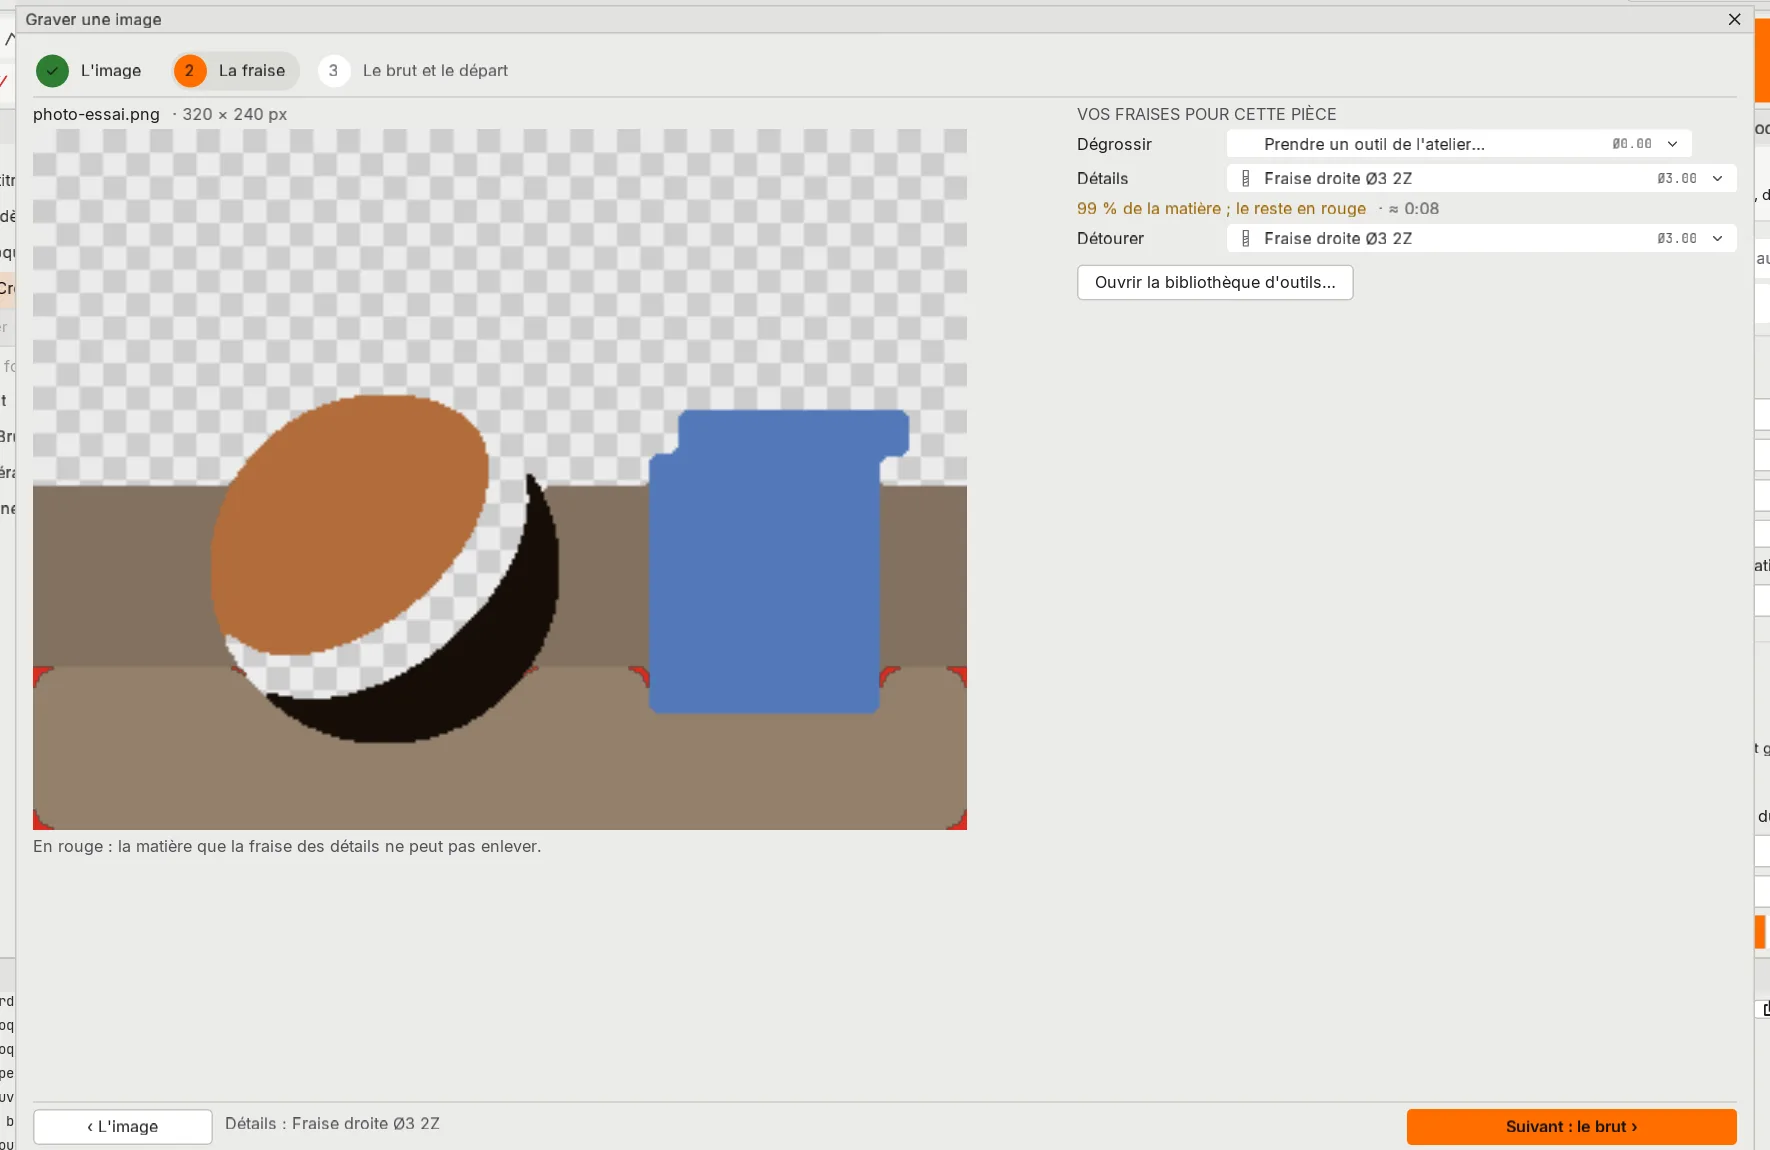 Graver une image
L'image
2 La fraise
3 Le brut et le départ
photo-essai.png · 320 × 240 px
VOS FRAISES POUR CETTE PIÈCE
Dégrossir Prendre un outil de l'atelier... Ø0.00
Détails Fraise droite Ø3 2Z Ø3.00
99 % de la matière ; le reste en rouge · ≈ 0:08
Détourer Fraise droite Ø3 2Z Ø3.00
Ouvrir la bibliothèque d'outils...
En rouge : la matière que la fraise des détails ne peut pas enlever.
‹ L'image
Détails : Fraise droite Ø3 2Z
Suivant : le brut ›